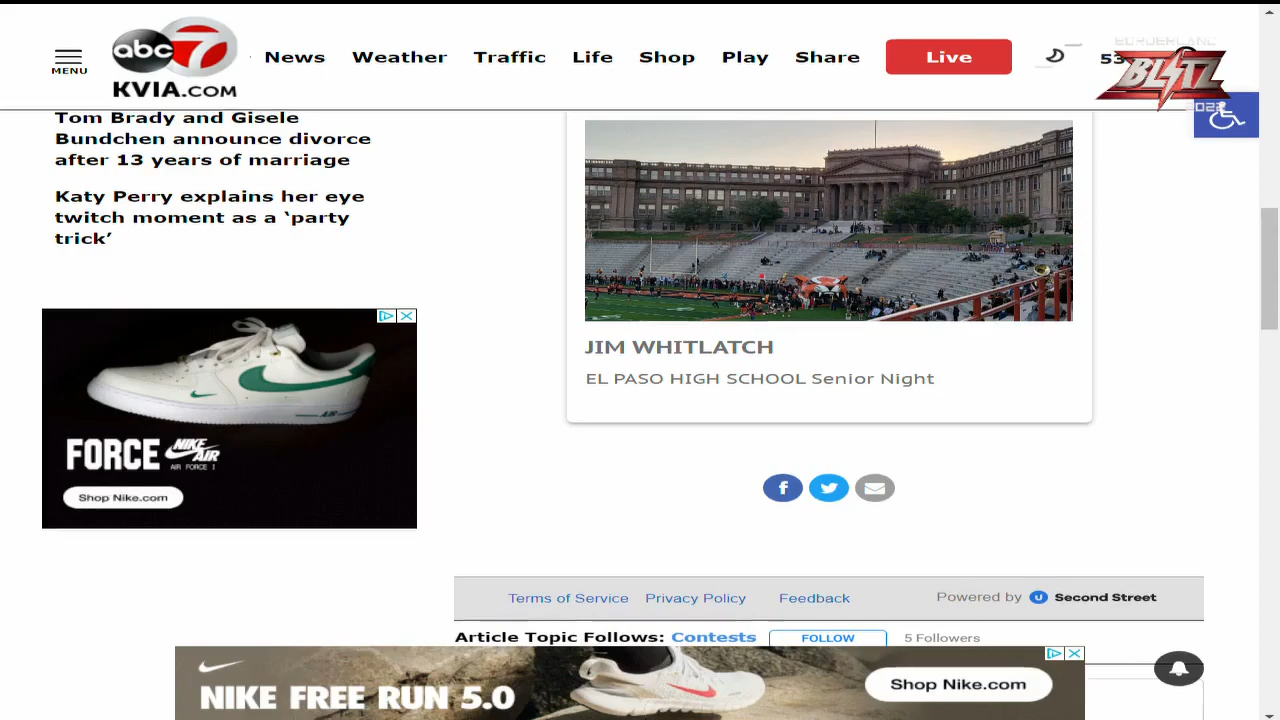 MENU
abc 7
KVIA.COM
News Weather Traffic Life Shop Play Share Live
53
BORDERLAND
BLITZ
2022
Tom Brady and Gisele
Bundchen announce divorce
after 13 years of marriage
Katy Perry explains her eye
twitch moment as a ‘party
trick’
FORCE NIKE AIR
AIR FORCE 1
AIR
Shop Nike.com
JIM WHITLATCH
EL PASO HIGH SCHOOL Senior Night
Terms of Service Privacy Policy Feedback Powered by Second Street
Article Topic Follows: Contests FOLLOW 5 Followers
NIKE FREE RUN 5.0
Shop Nike.com